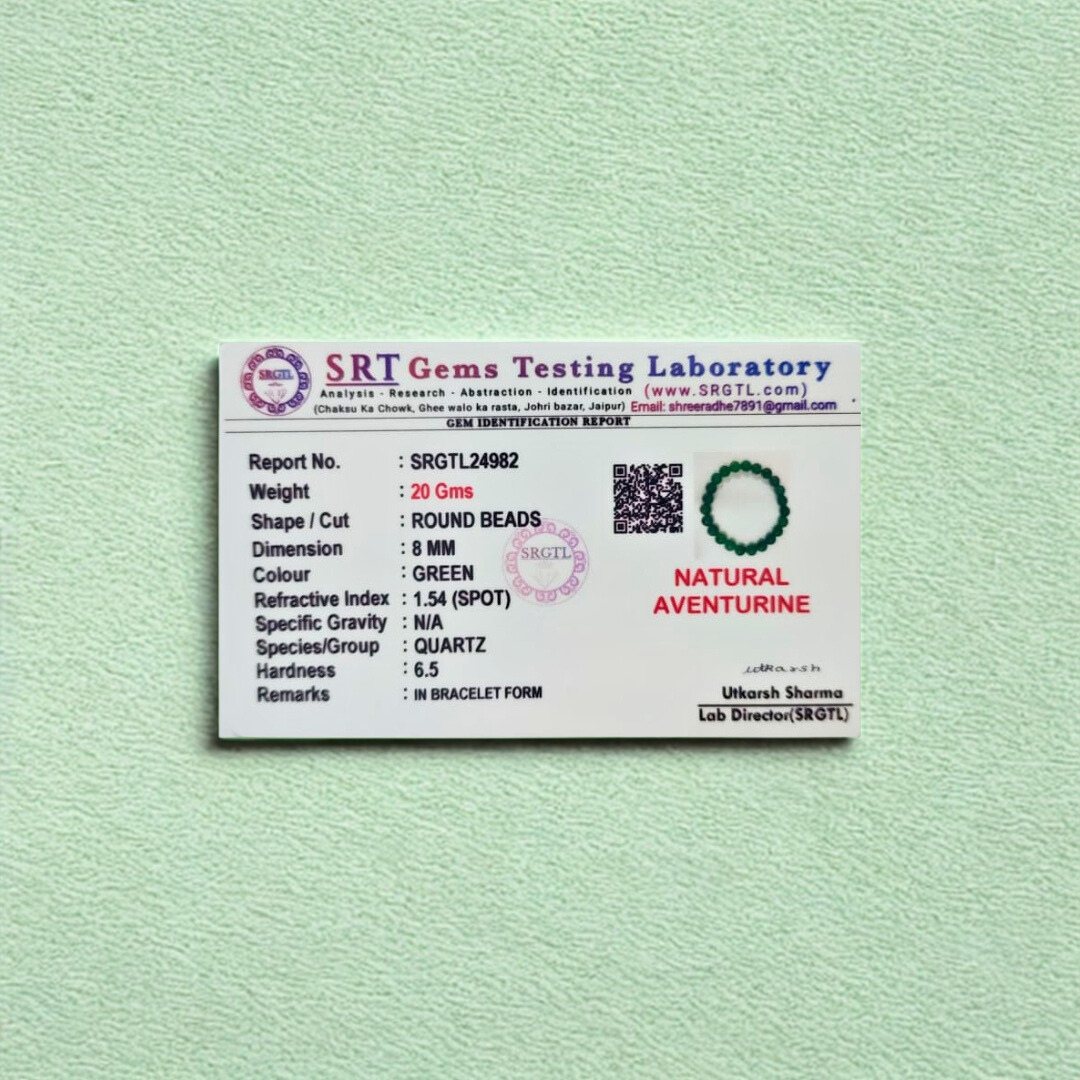 SRGTL
SRT Gems Testing Laboratory
Analysis - Research - Abstraction - Identification (www.SRGTL.com)
(Chaksu Ka Chowk, Ghee walo ka rasta, Johri bazar, Jaipur) Email: shreeradhe7891@gmail.com
GEM IDENTIFICATION REPORT
Report No. : SRGTL24982
Weight : 20 Gms
Shape / Cut : ROUND BEADS
Dimension : 8 MM
Colour : GREEN
Refractive Index : 1.54 (SPOT)
Specific Gravity : N/A
Species/Group : QUARTZ
Hardness : 6.5
Remarks : IN BRACELET FORM
SRGTL
NATURAL
AVENTURINE
utkarsh
Utkarsh Sharma
Lab Director(SRGTL)